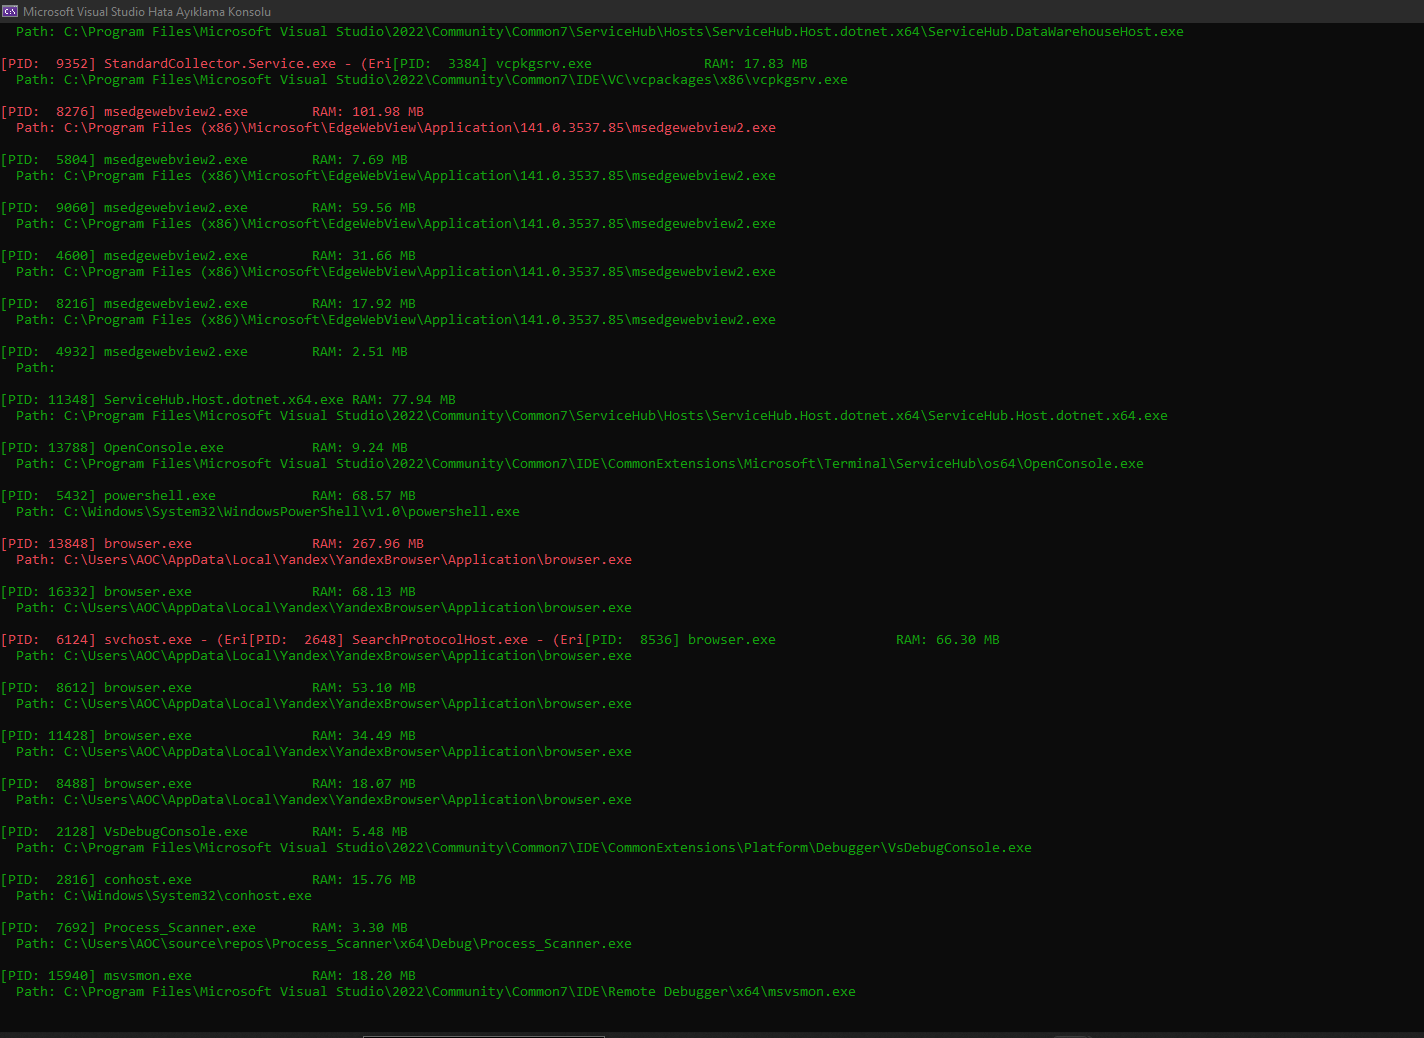 Microsoft Visual Studio Hata Ayıklama Konsolu
Path: C:\Program Files\Microsoft Visual Studio\2022\Community\Common7\ServiceHub\Hosts\ServiceHub.Host.dotnet.x64\ServiceHub.DataWarehouseHost.exe
[PID:  9352] StandardCollector.Service.exe - (Eri[PID:  3384] vcpkgsrv.exe              RAM: 17.83 MB
Path: C:\Program Files\Microsoft Visual Studio\2022\Community\Common7\IDE\VC\vcpackages\x86\vcpkgsrv.exe
[PID:  8276] msedgewebview2.exe        RAM: 101.98 MB
Path: C:\Program Files (x86)\Microsoft\EdgeWebView\Application\141.0.3537.85\msedgewebview2.exe
[PID:  5804] msedgewebview2.exe        RAM: 7.69 MB
Path: C:\Program Files (x86)\Microsoft\EdgeWebView\Application\141.0.3537.85\msedgewebview2.exe
[PID:  9060] msedgewebview2.exe        RAM: 59.56 MB
Path: C:\Program Files (x86)\Microsoft\EdgeWebView\Application\141.0.3537.85\msedgewebview2.exe
[PID:  4600] msedgewebview2.exe        RAM: 31.66 MB
Path: C:\Program Files (x86)\Microsoft\EdgeWebView\Application\141.0.3537.85\msedgewebview2.exe
[PID:  8216] msedgewebview2.exe        RAM: 17.92 MB
Path: C:\Program Files (x86)\Microsoft\EdgeWebView\Application\141.0.3537.85\msedgewebview2.exe
[PID:  4932] msedgewebview2.exe        RAM: 2.51 MB
Path:
[PID: 11348] ServiceHub.Host.dotnet.x64.exe RAM: 77.94 MB
Path: C:\Program Files\Microsoft Visual Studio\2022\Community\Common7\ServiceHub\Hosts\ServiceHub.Host.dotnet.x64\ServiceHub.Host.dotnet.x64.exe
[PID: 13788] OpenConsole.exe           RAM: 9.24 MB
Path: C:\Program Files\Microsoft Visual Studio\2022\Community\Common7\IDE\CommonExtensions\Microsoft\Terminal\ServiceHub\os64\OpenConsole.exe
[PID:  5432] powershell.exe            RAM: 68.57 MB
Path: C:\Windows\System32\WindowsPowerShell\v1.0\powershell.exe
[PID: 13848] browser.exe               RAM: 267.96 MB
Path: C:\Users\AOC\AppData\Local\Yandex\YandexBrowser\Application\browser.exe
[PID: 16332] browser.exe               RAM: 68.13 MB
Path: C:\Users\AOC\AppData\Local\Yandex\YandexBrowser\Application\browser.exe
[PID:  6124] svchost.exe - (Eri[PID:  2648] SearchProtocolHost.exe - (Eri[PID:  8536] browser.exe               RAM: 66.30 MB
Path: C:\Users\AOC\AppData\Local\Yandex\YandexBrowser\Application\browser.exe
[PID:  8612] browser.exe               RAM: 53.10 MB
Path: C:\Users\AOC\AppData\Local\Yandex\YandexBrowser\Application\browser.exe
[PID: 11428] browser.exe               RAM: 34.49 MB
Path: C:\Users\AOC\AppData\Local\Yandex\YandexBrowser\Application\browser.exe
[PID:  8488] browser.exe               RAM: 18.07 MB
Path: C:\Users\AOC\AppData\Local\Yandex\YandexBrowser\Application\browser.exe
[PID:  2128] VsDebugConsole.exe        RAM: 5.48 MB
Path: C:\Program Files\Microsoft Visual Studio\2022\Community\Common7\IDE\CommonExtensions\Platform\Debugger\VsDebugConsole.exe
[PID:  2816] conhost.exe               RAM: 15.76 MB
Path: C:\Windows\System32\conhost.exe
[PID:  7692] Process_Scanner.exe       RAM: 3.30 MB
Path: C:\Users\AOC\source\repos\Process_Scanner\x64\Debug\Process_Scanner.exe
[PID: 15940] msvsmon.exe               RAM: 18.20 MB
Path: C:\Program Files\Microsoft Visual Studio\2022\Community\Common7\IDE\Remote Debugger\x64\msvsmon.exe